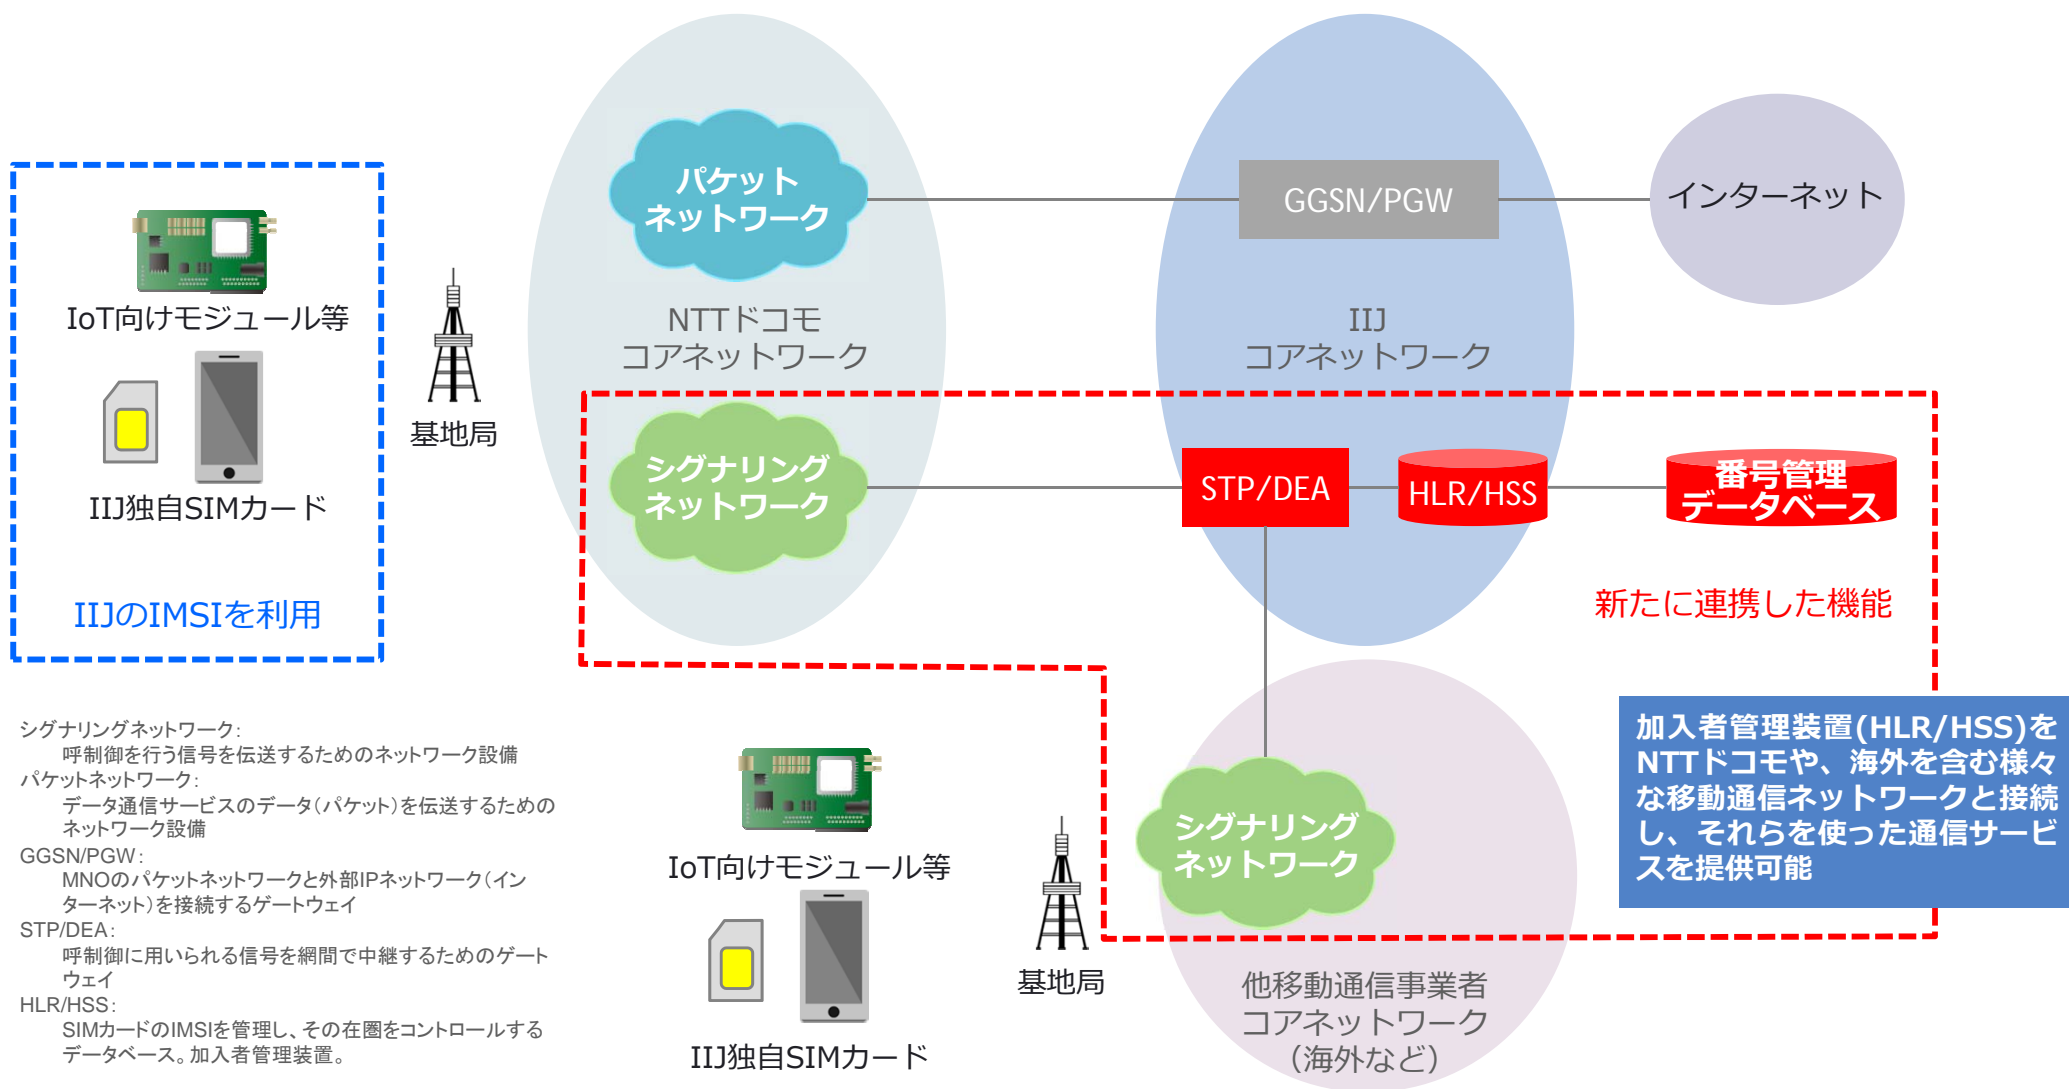 パケット
ネットワーク
GGSN/PGW
インターネット
IoT向けモジュール等
NTTドコモ
コアネットワーク
IIJ
コアネットワーク
基地局
シグナリング
ネットワーク
STP/DEA
HLR/HSS
番号管理
データベース
IIJ独自SIMカード
IIJのIMSIを利用
新たに連携した機能
シグナリングネットワーク：
呼制御を行う信号を伝送するためのネットワーク設備
パケットネットワーク：
データ通信サービスのデータ（パケット）を伝送するための
ネットワーク設備
GGSN/PGW：
MNOのパケットネットワークと外部IPネットワーク（イン
ターネット）を接続するゲートウェイ
STP/DEA：
呼制御に用いられる信号を網間で中継するためのゲート
ウェイ
HLR/HSS：
SIMカードのIMSIを管理し、その在圏をコントロールする
データベース。加入者管理装置。
IoT向けモジュール等
IIJ独自SIMカード
基地局
シグナリング
ネットワーク
他移動通信事業者
コアネットワーク
（海外など）
加入者管理装置(HLR/HSS)を
NTTドコモや、海外を含む様々
な移動通信ネットワークと接続
し、それらを使った通信サービ
スを提供可能